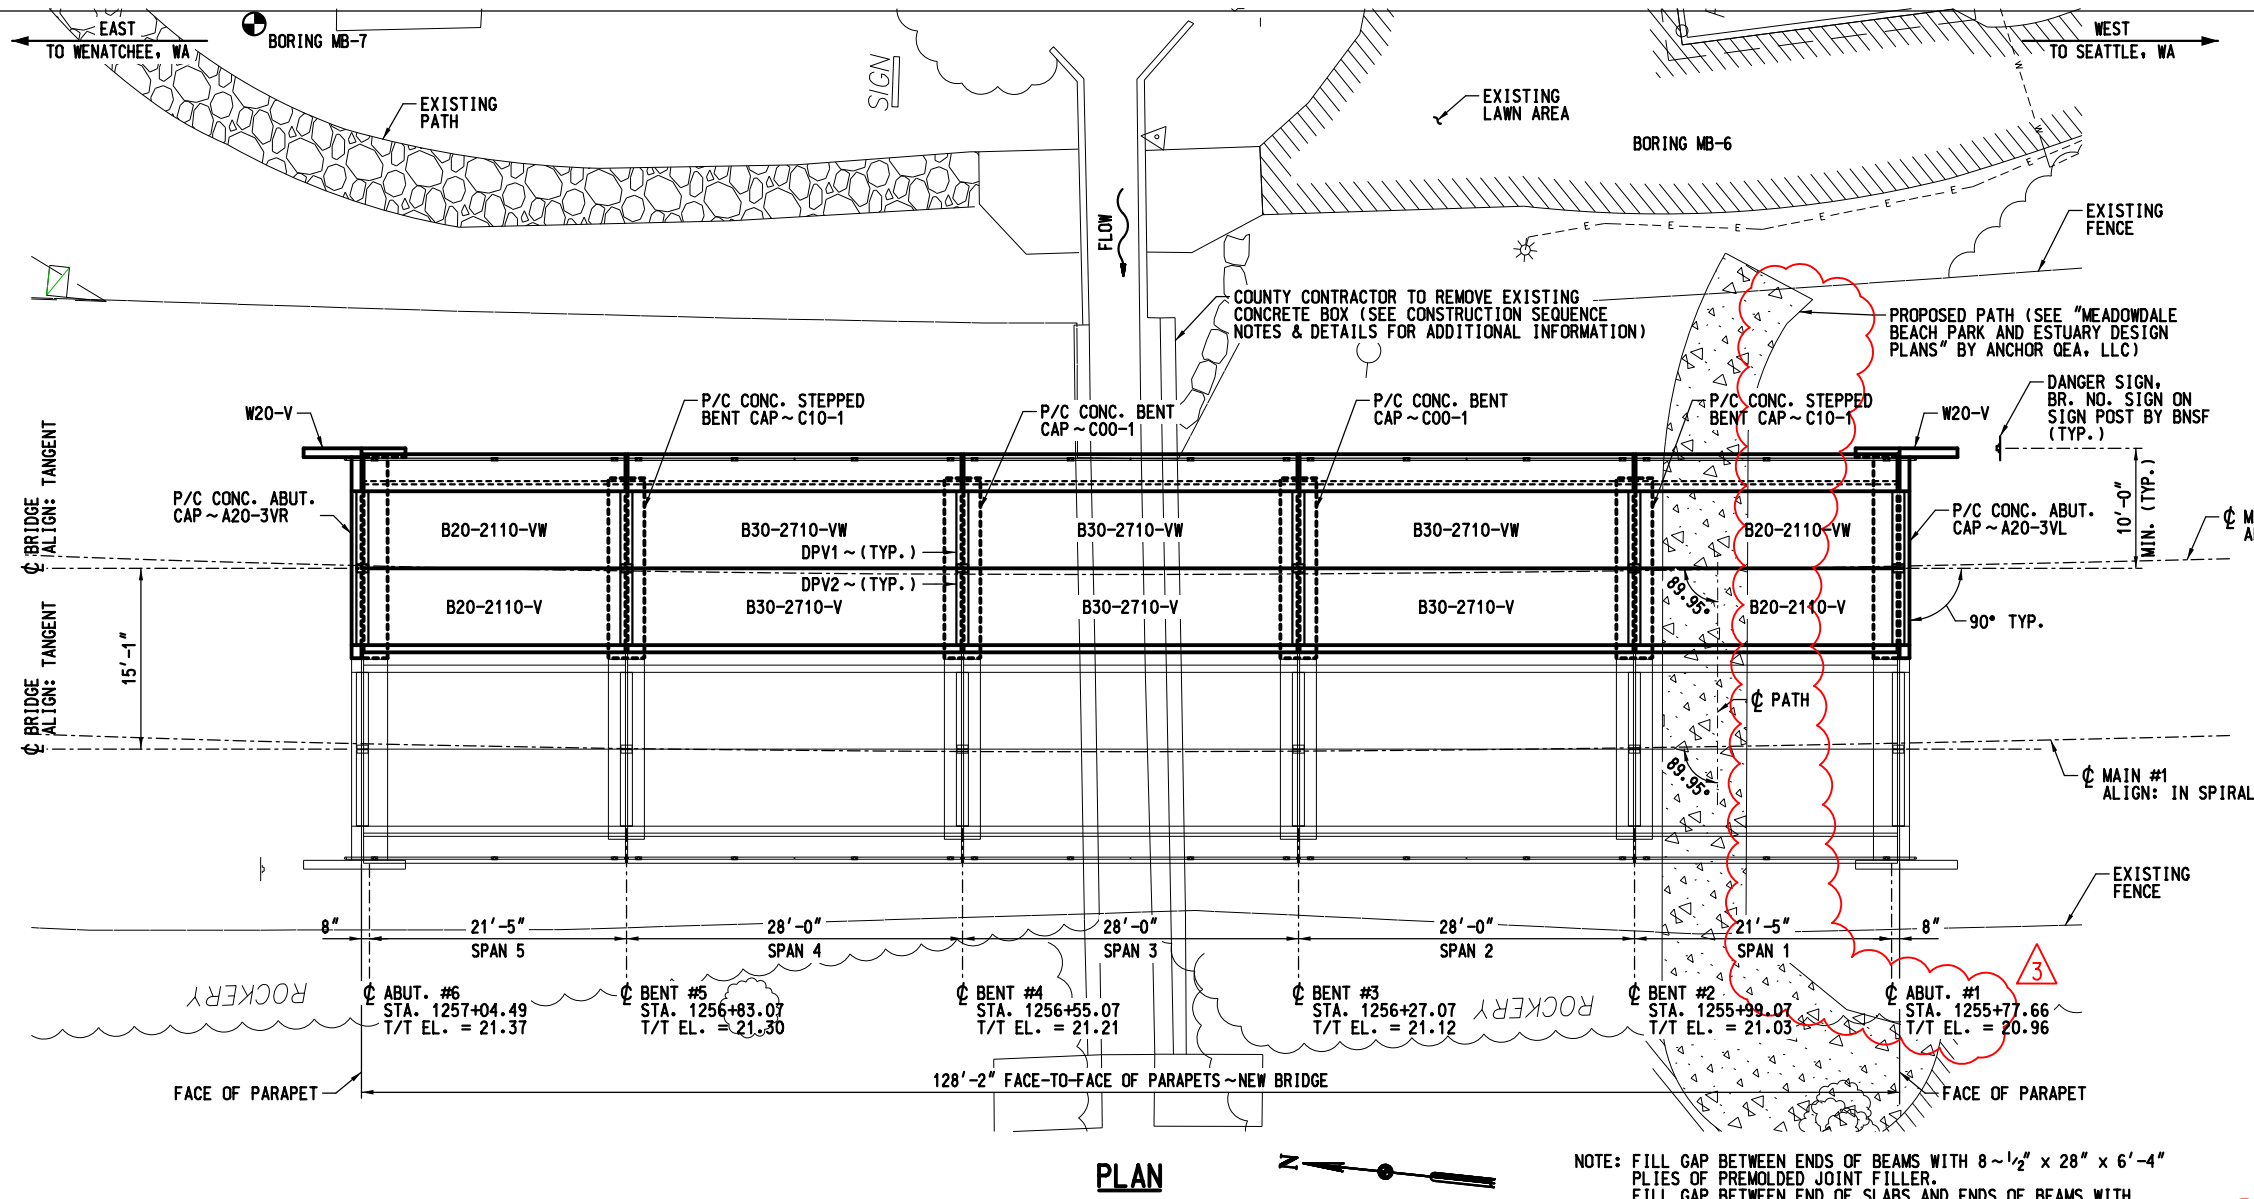 EAST
TO WENATCHEE, WA
BORING MB-7
WEST
TO SEATTLE, WA
SIGN
EXISTING
PATH
EXISTING
LAWN AREA
BORING MB-6
W
W
E
E
E
E
E
FLOW
EXISTING
FENCE
COUNTY CONTRACTOR TO REMOVE EXISTING
CONCRETE BOX (SEE CONSTRUCTION SEQUENCE
NOTES & DETAILS FOR ADDITIONAL INFORMATION)
PROPOSED PATH (SEE "MEADOWDALE
BEACH PARK AND ESTUARY DESIGN
PLANS" BY ANCHOR QEA, LLC)
DANGER SIGN,
BR. NO. SIGN ON
SIGN POST BY BNSF
(TYP.)
W20-V
P/C CONC. STEPPED
BENT CAP~C10-1
P/C CONC. BENT
CAP~C00-1
P/C CONC. BENT
CAP~C00-1
P/C CONC. STEPPED
BENT CAP~C10-1
W20-V
℄ BRIDGE
ALIGN: TANGENT
P/C CONC. ABUT.
CAP~A20-3VR
B20-2110-VW
B30-2710-VW
B30-2710-VW
B30-2710-VW
B20-2110-VW
DPV1~(TYP.)
DPV2~(TYP.)
10'-0"
MIN. (TYP.)
P/C CONC. ABUT.
CAP~A20-3VL
℄ M
B20-2110-V
B30-2710-V
B30-2710-V
B30-2710-V
B20-2110-V
89.95°
90° TYP.
℄ BRIDGE
ALIGN: TANGENT
15'-1"
℄ PATH
89.95°
℄ MAIN #1
ALIGN: IN SPIRAL
EXISTING
FENCE
8"
21'-5"
28'-0"
28'-0"
28'-0"
21'-5"
8"
SPAN 5
SPAN 4
SPAN 3
SPAN 2
SPAN 1
3
ROCKERY
ROCKERY
℄ ABUT. #6
STA. 1257+04.49
T/T EL. = 21.37
℄ BENT #5
STA. 1256+83.07
T/T EL. = 21.30
℄ BENT #4
STA. 1256+55.07
T/T EL. = 21.21
℄ BENT #3
STA. 1256+27.07
T/T EL. = 21.12
℄ BENT #2
STA. 1255+99.07
T/T EL. = 21.03
℄ ABUT. #1
STA. 1255+77.66
T/T EL. = 20.96
FACE OF PARAPET
128'-2" FACE-TO-FACE OF PARAPETS~NEW BRIDGE
FACE OF PARAPET
PLAN
N
NOTE: FILL GAP BETWEEN ENDS OF BEAMS WITH 8~1/2" x 28" x 6'-4"
PLIES OF PREMOLDED JOINT FILLER.
FILL GAP BETWEEN END OF SLABS AND ENDS OF BEAMS WITH